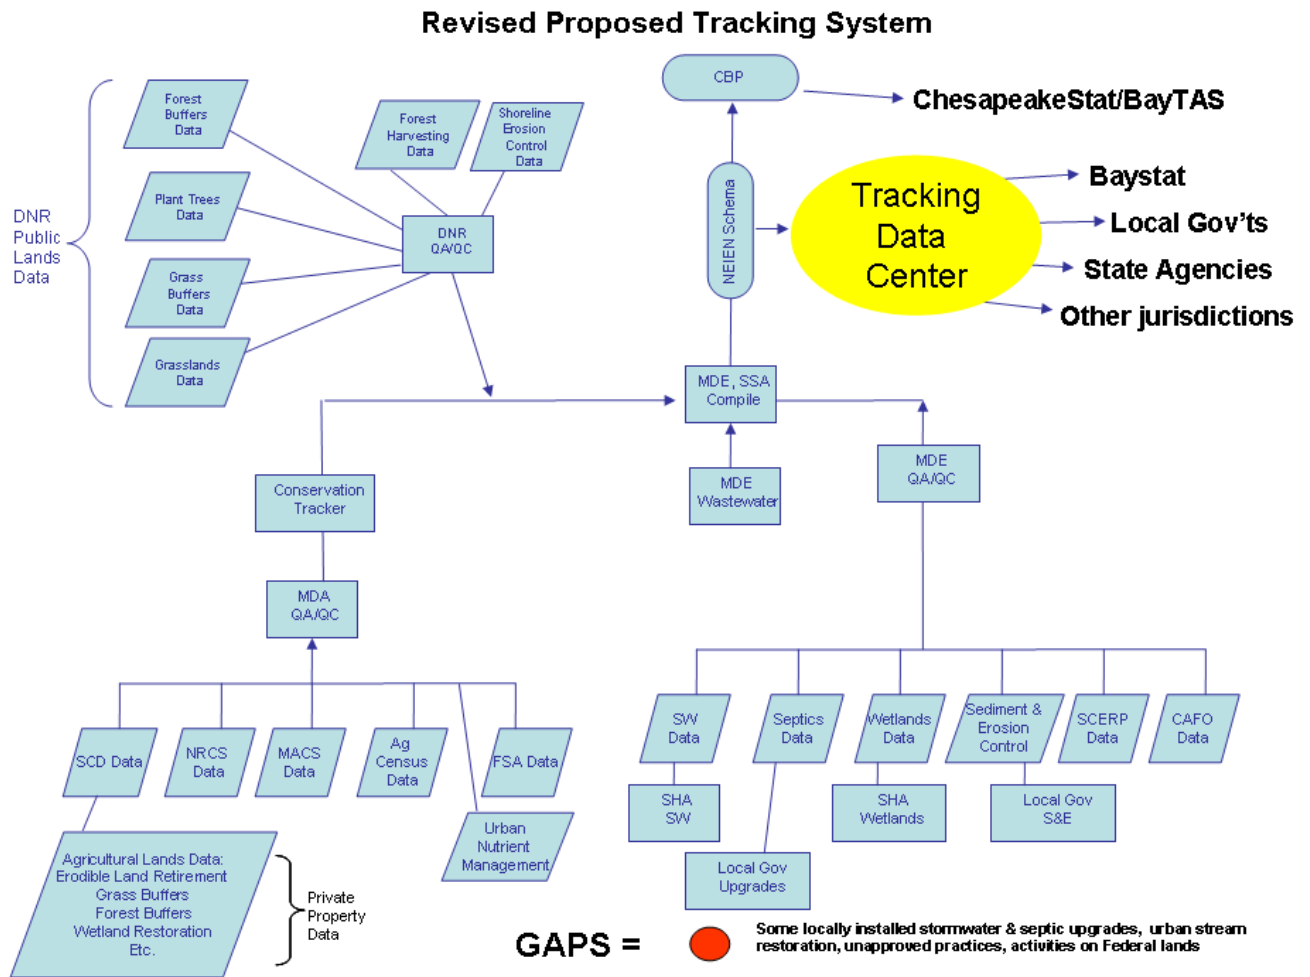 Revised Proposed Tracking System
CBP
ChesapeakeStat/BayTAS
Forest
Buffers
Data
Forest
Harvesting
Data
Shoreline
Erosion
Control
Data
Plant Trees
Data
DNR
Public
Lands
Data
DNR
QA/QC
NEIEN Schema
Tracking
Data
Center
Baystat
Local Gov'ts
State Agencies
Other jurisdictions
Grass
Buffers
Data
Grasslands
Data
MDE, SSA
Compile
MDE
Wastewater
MDE
QA/QC
Conservation
Tracker
MDA
QA/QC
SCD Data
NRCS
Data
MACS
Data
Ag
Census
Data
FSA Data
Urban
Nutrient
Management
Agricultural Lands Data:
Erodible Land Retirement
Grass Buffers
Forest Buffers
Wetland Restoration
Etc.
Private
Property
Data
SW
Data
Septics
Data
Wetlands
Data
Sediment &
Erosion
Control
SCERP
Data
CAFO
Data
SHA
SW
SHA
Wetlands
Local Gov
S&E
Local Gov
Upgrades
GAPS =
Some locally installed stormwater & septic upgrades, urban stream
restoration, unapproved practices, activities on Federal lands